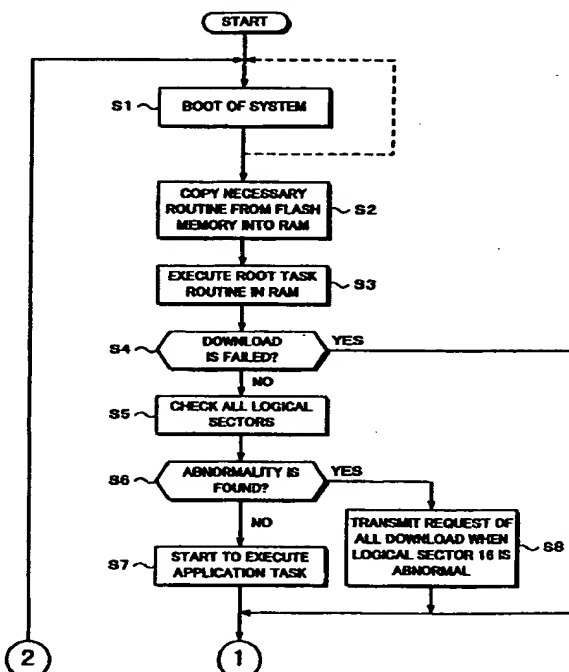 START
S1
BOOT OF SYSTEM
COPY NECESSARY
ROUTINE FROM FLASH
MEMORY INTO RAM
S2
EXECUTE ROOT TASK
ROUTINE IN RAM
S3
S4
DOWNLOAD
IS FAILED?
YES
NO
S5
CHECK ALL LOGICAL
SECTORS
S6
ABNORMALITY IS
FOUND?
YES
NO
TRANSMIT REQUEST OF
ALL DOWNLOAD WHEN
LOGICAL SECTOR 16 IS
ABNORMAL
S8
S7
START TO EXECUTE
APPLICATION TASK
2
1